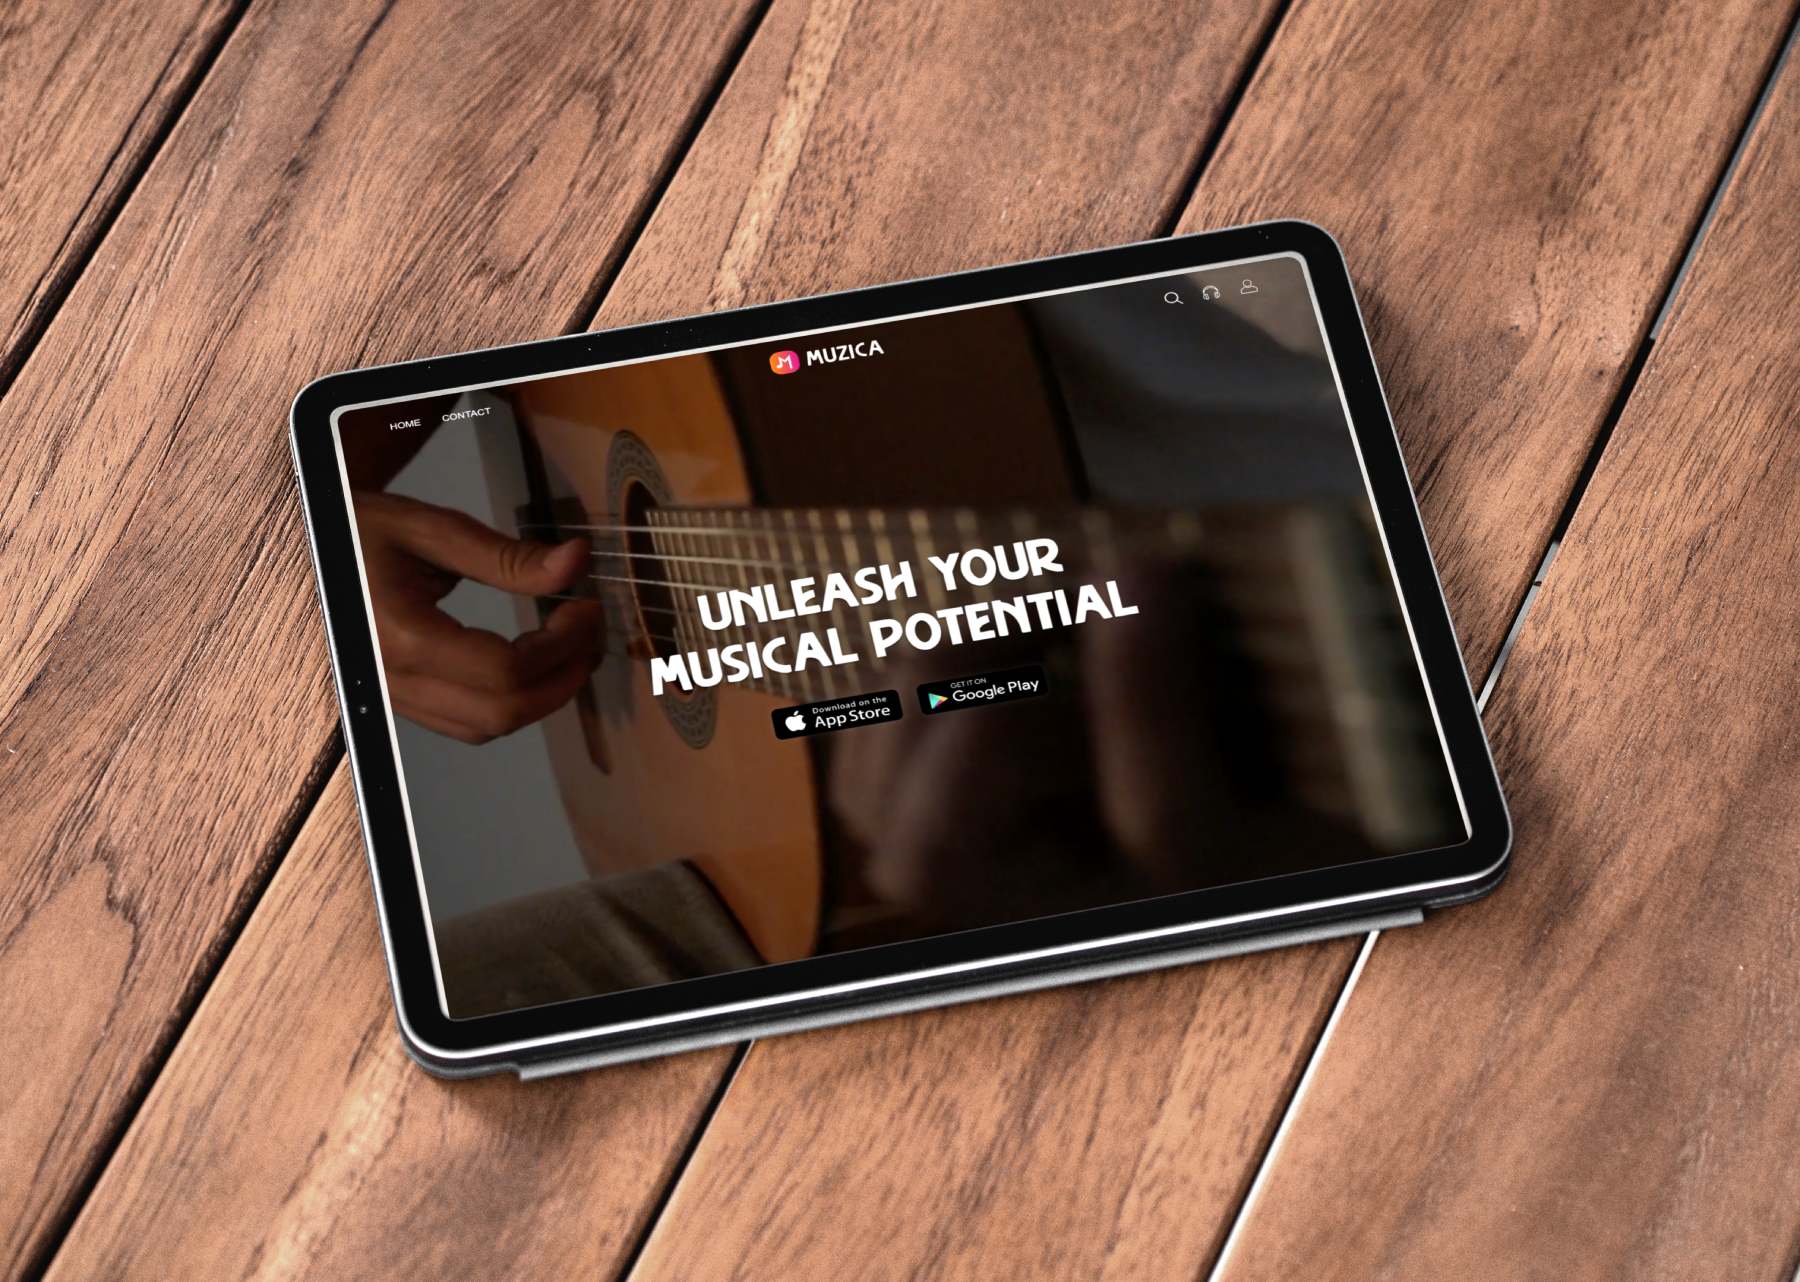 MUZICA
HOME CONTACT
UNLEASH YOUR
MUSICAL POTENTIAL
Download on the
App Store
GET IT ON
Google Play